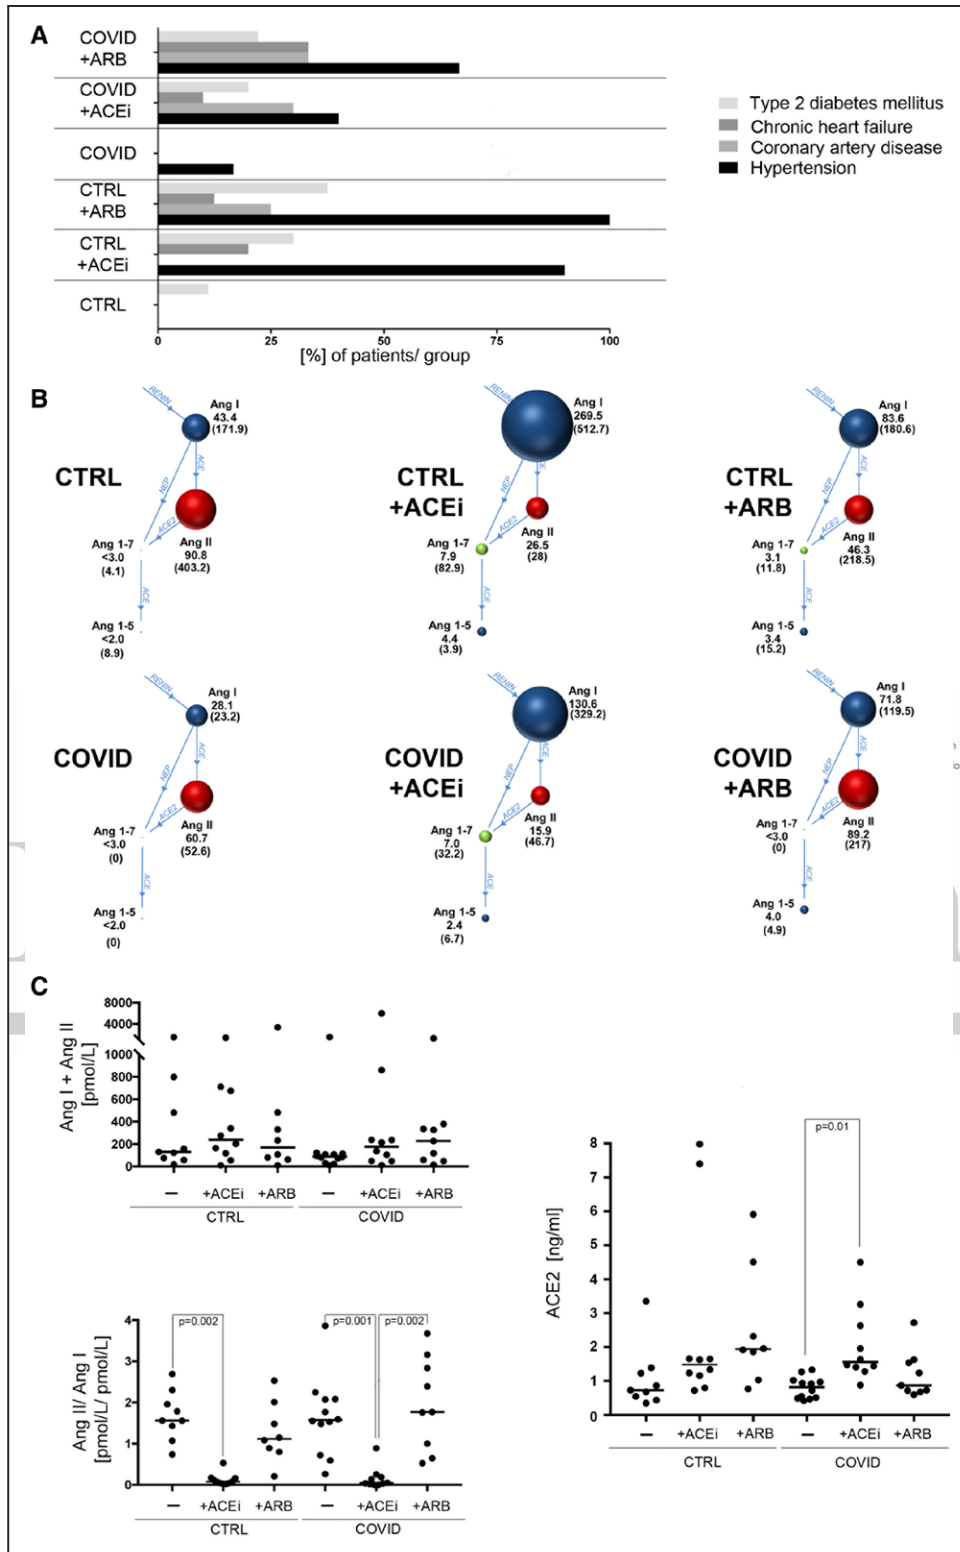 A
COVID
+ARB
COVID
+ACEi
COVID
CTRL
+ARB
CTRL
+ACEi
CTRL
0 25 50 75 100
[%] of patients/ group
Type 2 diabetes mellitus
Chronic heart failure
Coronary artery disease
Hypertension
B
CTRL
RENIN
Ang I
43.4
(171.9)
ACE
NEP
ACE2
Ang II
90.8
(403.2)
Ang 1-7
<3.0
(4.1)
ACE
Ang 1-5
<2.0
(8.9)
CTRL
+ACEi
RENIN
Ang I
269.5
(512.7)
CE
NEP
ACE2
Ang II
26.5
(28)
Ang 1-7
7.9
(82.9)
ACE
Ang 1-5
4.4
(3.9)
CTRL
+ARB
RENIN
Ang I
83.6
(180.6)
ACE
NEP
ACE2
Ang II
46.3
(218.5)
Ang 1-7
3.1
(11.8)
ACE
Ang 1-5
3.4
(15.2)
COVID
RENIN
Ang I
28.1
(23.2)
ACE
NEP
ACE2
Ang II
60.7
(52.6)
Ang 1-7
<3.0
(0)
ACE
Ang 1-5
<2.0
(0)
COVID
+ACEi
RENIN
Ang I
130.6
(329.2)
ACE
NEP
ACE2
Ang II
15.9
(46.7)
Ang 1-7
7.0
(32.2)
ACE
Ang 1-5
2.4
(6.7)
COVID
+ARB
RENIN
Ang I
71.8
(119.5)
ACE
NEP
ACE2
Ang II
89.2
(217)
Ang 1-7
<3.0
(0)
ACE
Ang 1-5
4.0
(4.9)
C
Ang I + Ang II
[pmol/L]
8000
4000
1000
800
600
400
200
0
– +ACEi +ARB – +ACEi +ARB
CTRL COVID
Ang II/ Ang I
[pmol/L/ pmol/L]
4
3
2
1
0
p=0.002 p=0.001 p=0.002
– +ACEi +ARB – +ACEi +ARB
CTRL COVID
ACE2 [ng/ml]
8
7
6
5
4
3
2
1
0
p=0.01
– +ACEi +ARB – +ACEi +ARB
CTRL COVID